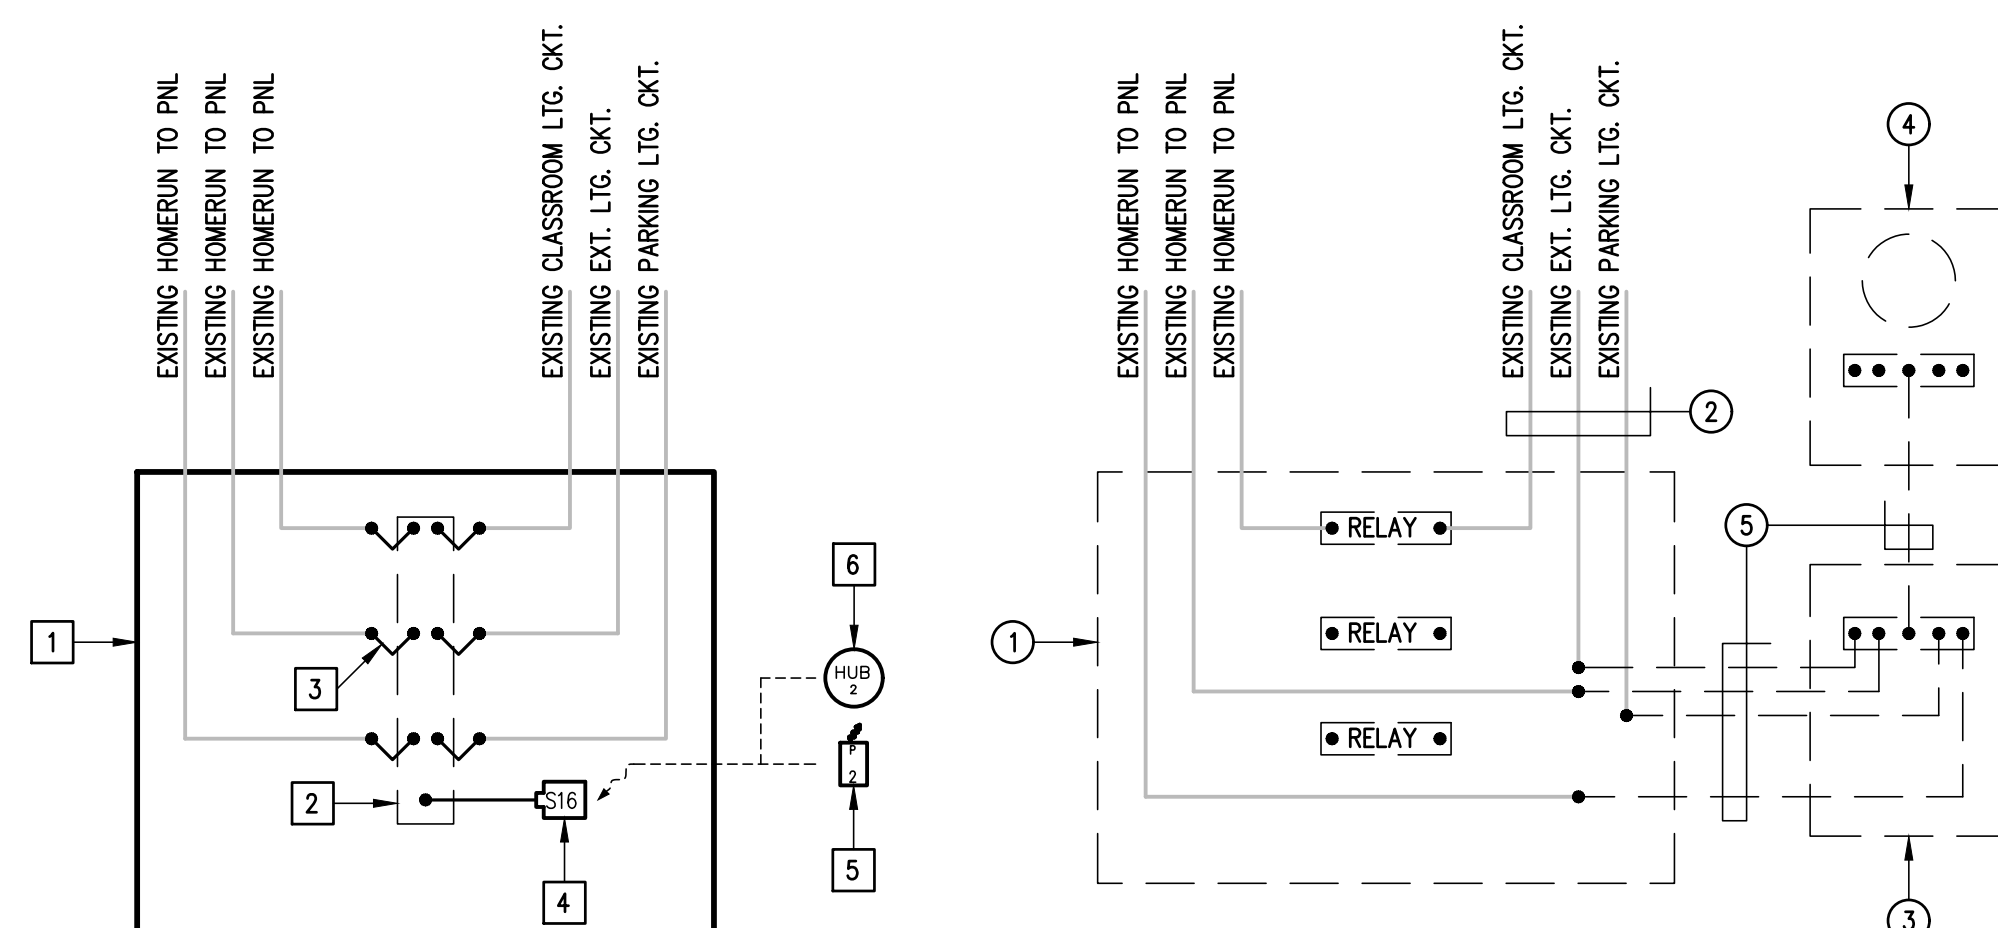 EXISTING HOMERUN TO PNL
EXISTING HOMERUN TO PNL
EXISTING HOMERUN TO PNL
EXISTING CLASSROOM LTG. CKT.
EXISTING EXT. LTG. CKT.
EXISTING PARKING LTG. CKT.
1
3
2
S16
4
6
HUB
2
P
2
5
EXISTING HOMERUN TO PNL
EXISTING HOMERUN TO PNL
EXISTING HOMERUN TO PNL
EXISTING CLASSROOM LTG. CKT.
EXISTING EXT. LTG. CKT.
EXISTING PARKING LTG. CKT.
2
1
RELAY
RELAY
RELAY
4
5
3